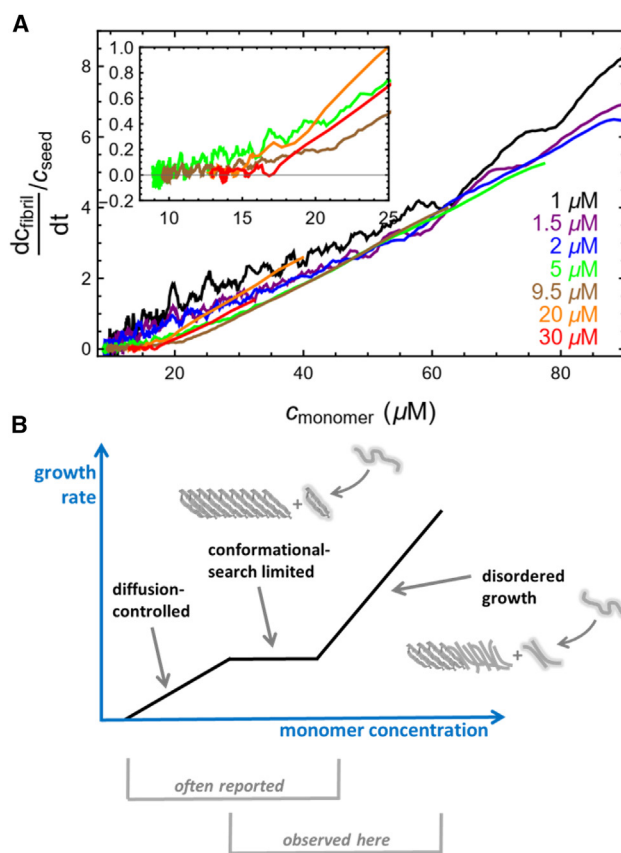 A
1.0
0.8
0.6
0.4
0.2
0.0
0.2
10 15 20 25
8
6
4
2
0
dc_fibril/dt /c_seed
1 μM
1.5 μM
2 μM
5 μM
9.5 μM
20 μM
30 μM
20 40 60 80
c_monomer (μM)
B
growth
rate
+
conformational-
search limited
diffusion-
controlled
disordered
growth
+
monomer concentration
often reported
observed here